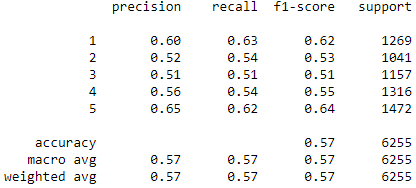 precision recall f1-score support
1 0.60 0.63 0.62 1269
2 0.52 0.54 0.53 1041
3 0.51 0.51 0.51 1157
4 0.56 0.54 0.55 1316
5 0.65 0.62 0.64 1472
accuracy 0.57 6255
macro avg 0.57 0.57 0.57 6255
weighted avg 0.57 0.57 0.57 6255